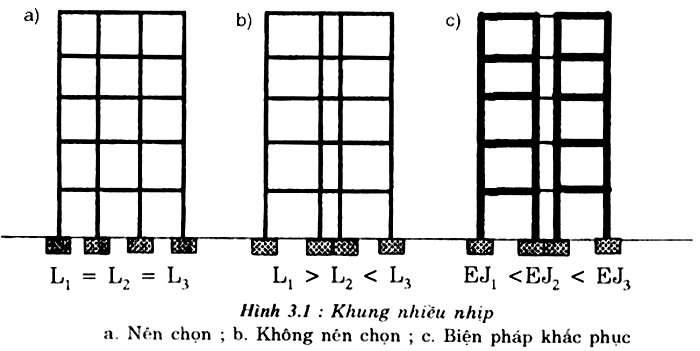 a) b) c)
L₁ = L₂ = L₃ L₁ > L₂ < L₃ EJ₁ <EJ₂ < EJ₃
Hình 3.1 : Khung nhiều nhịp
a. Nên chọn ; b. Không nên chọn ; c. Biện pháp khắc phục